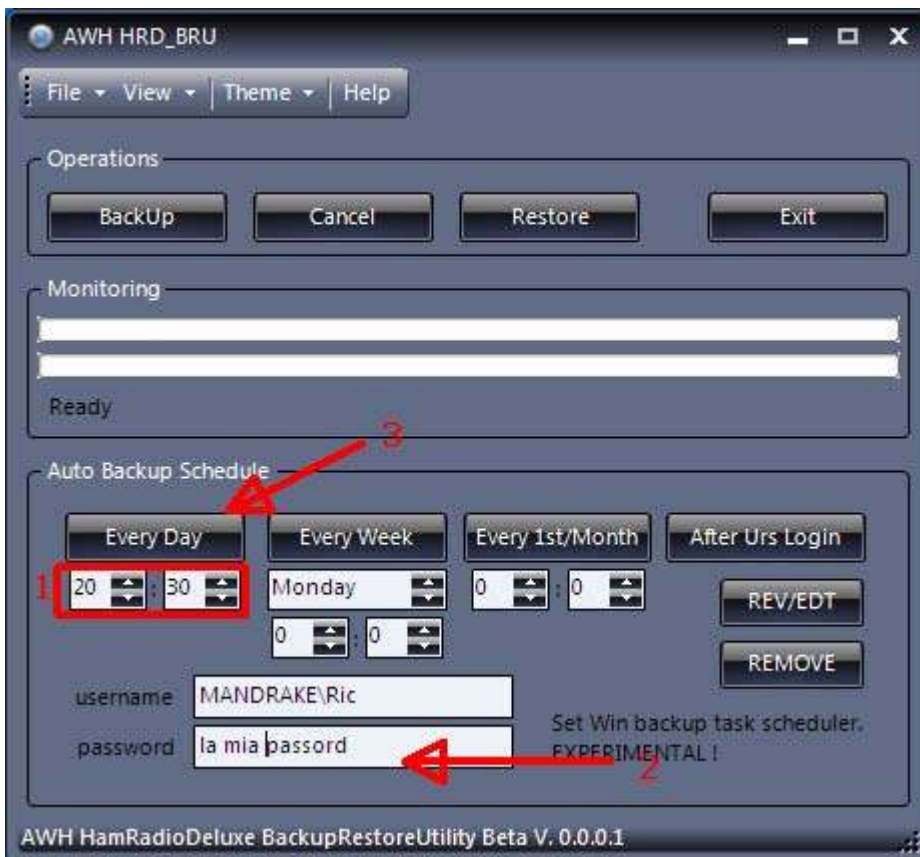 AWH HRD_BRU
File View Theme Help
Operations
BackUp Cancel Restore Exit
Monitoring
Ready
3
Auto Backup Schedule
Every Day Every Week Every 1st/Month After Urs Login
1 20 : 30 Monday 0 : 0 REV/EDT
0 : 0
REMOVE
username MANDRAKE\Ric
password la mia passord
Set Win backup task scheduler.
EXPERIMENTAL !
2
AWH HamRadioDeluxe BackupRestoreUtility Beta V. 0.0.0.1